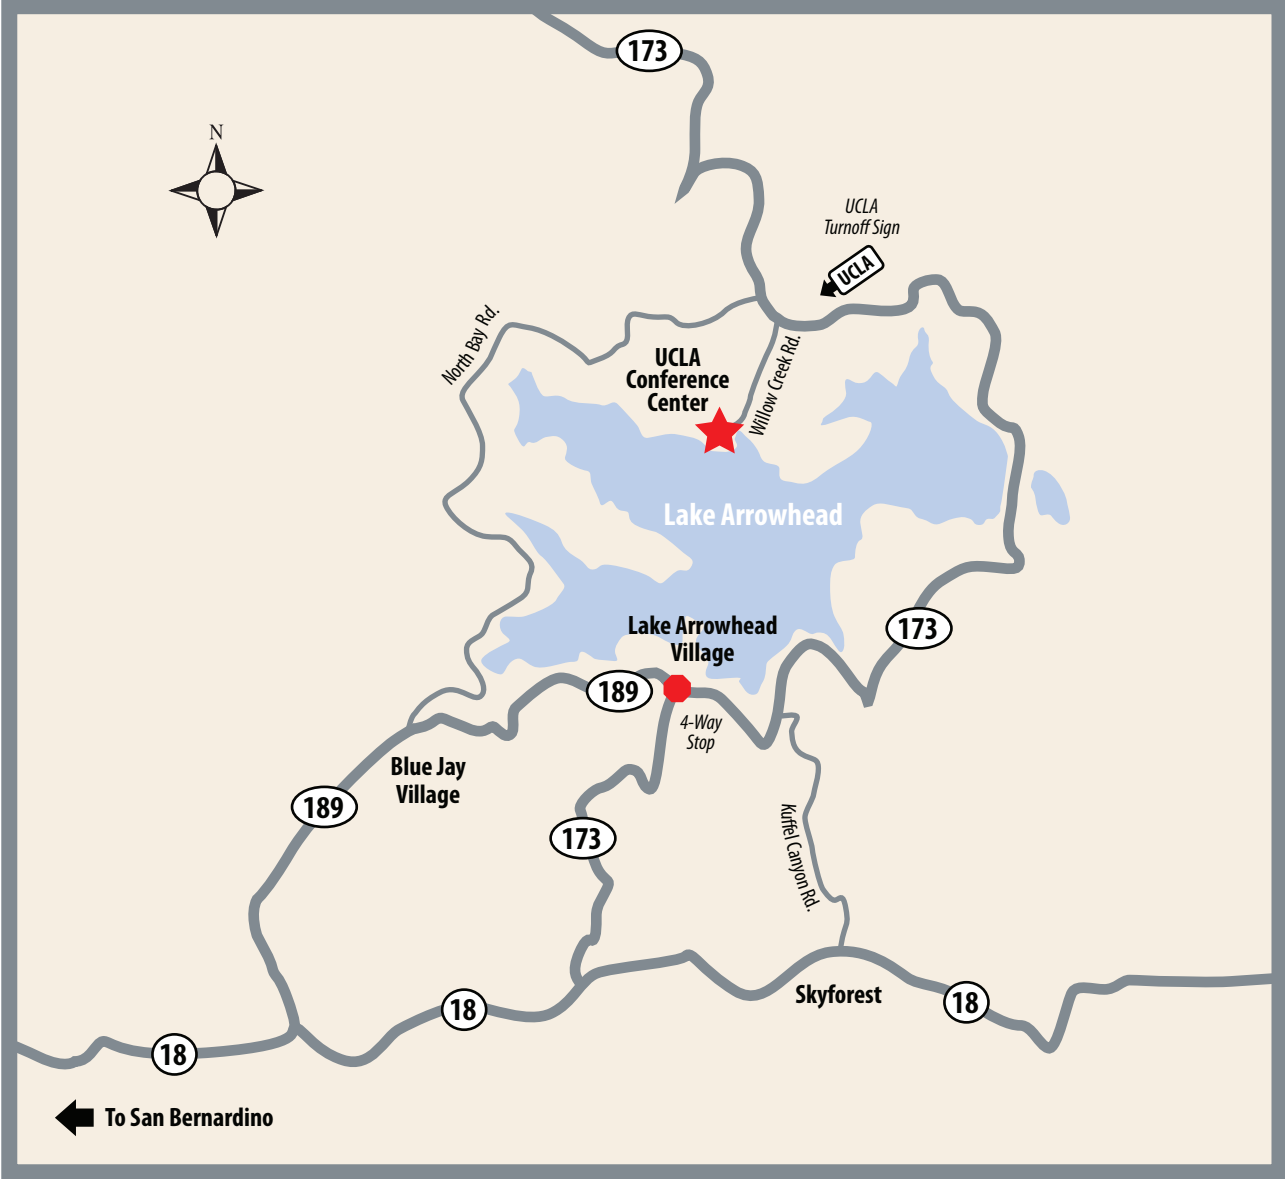 173
N
UCLA
Turnoff Sign
UCLA
North Bay Rd.
UCLA
Conference
Center
Willow Creek Rd.
Lake Arrowhead
Lake Arrowhead
Village
173
189
4-Way
Stop
Blue Jay
Village
189
173
Kuffel Canyon Rd.
Skyforest
18
18
18
To San Bernardino